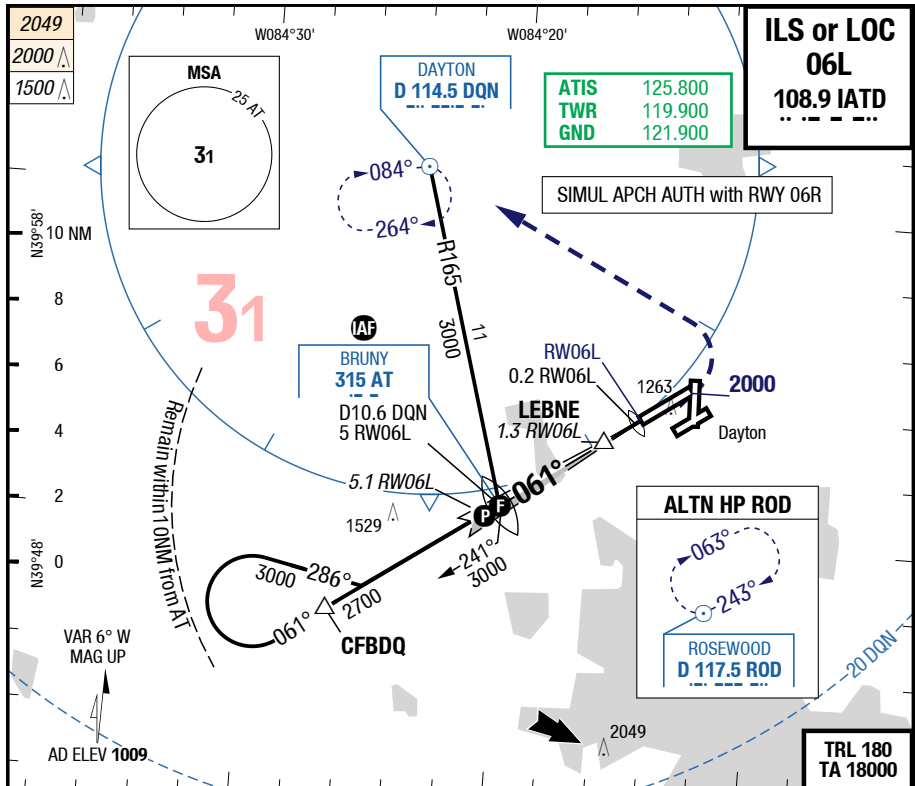 2049
2000
1500
W084°30'
W084°20'
ILS or LOC
06L
108.9 IATD
MSA
25 AT
31
DAYTON
D 114.5 DQN
ATIS 125.800
TWR 119.900
GND 121.900
SIMUL APCH AUTH with RWY 06R
084°
264°
N39°58'
10 NM
8
6
4
2
0
N39°48'
31
R165
11
3000
IAF
BRUNY
315 AT
RW06L
0.2 RW06L
1263
2000
LEBNE
1.3 RW06L
Dayton
D10.6 DQN
5 RW06L
5.1 RW06L
061°
P
F
1529
Remain within 10NM from AT
241°
3000
286°
3000
2700
061°
CFBDQ
ALTN HP ROD
063°
243°
ROSEWOOD
D 117.5 ROD
20 DQN
VAR 6° W
MAG UP
AD ELEV 1009
2049
TRL 180
TA 18000